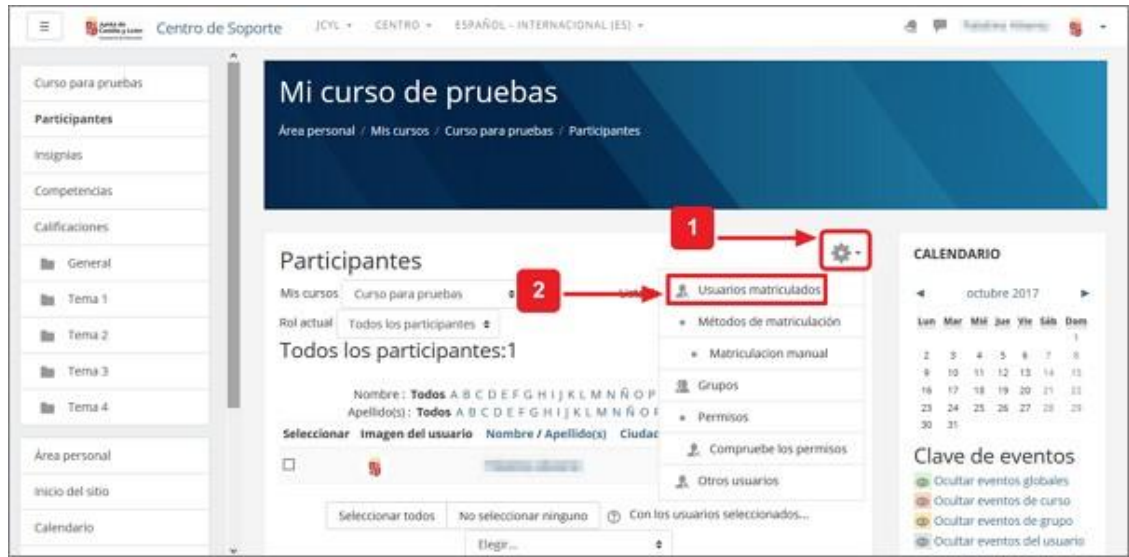 Junta de Castilla y León
Centro de Soporte
JCYL
CENTRO
ESPAÑOL - INTERNACIONAL (ES)
Curso para pruebas
Participantes
Insignias
Competencias
Calificaciones
General
Tema 1
Tema 2
Tema 3
Tema 4
Área personal
Inicio del sitio
Calendario
Mi curso de pruebas
Área personal / Mis cursos / Curso para pruebas / Participantes
1
Participantes
2
Mis cursos Curso para pruebas
Rol actual Todos los participantes
Todos los participantes:1
Nombre : Todos A B C D E F G H I J K L M N Ñ O P
Apellido(s) : Todos A B C D E F G H I J K L M N Ñ O P
Seleccionar Imagen del usuario Nombre / Apellido(s) Ciudad
Seleccionar todos No seleccionar ninguno Con los usuarios seleccionados...
Elegir...
Usuarios matriculados
Métodos de matriculación
Matriculacion manual
Grupos
Permisos
Compruebe los permisos
Otros usuarios
CALENDARIO
octubre 2017
Lun Mar Mié Jue Vie Sáb Dom
1
2 3 4 5 6 7 8
9 10 11 12 13 14 15
16 17 18 19 20 21 22
23 24 25 26 27 28 29
30 31
Clave de eventos
Ocultar eventos globales
Ocultar eventos de curso
Ocultar eventos de grupo
Ocultar eventos del usuario